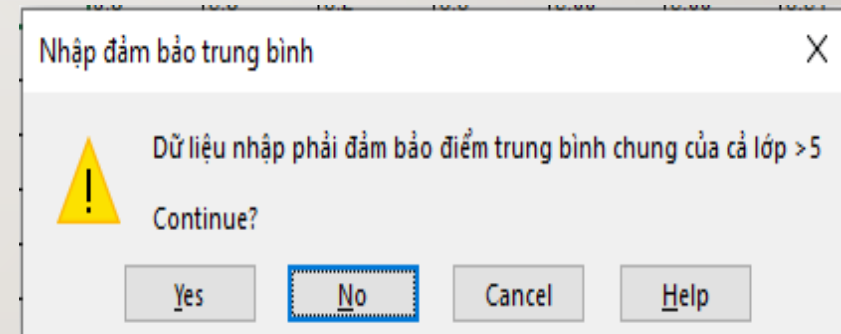 Nhập đảm bảo trung bình
Dữ liệu nhập phải đảm bảo điểm trung bình chung của cả lớp >5
Continue?
Yes No Cancel Help